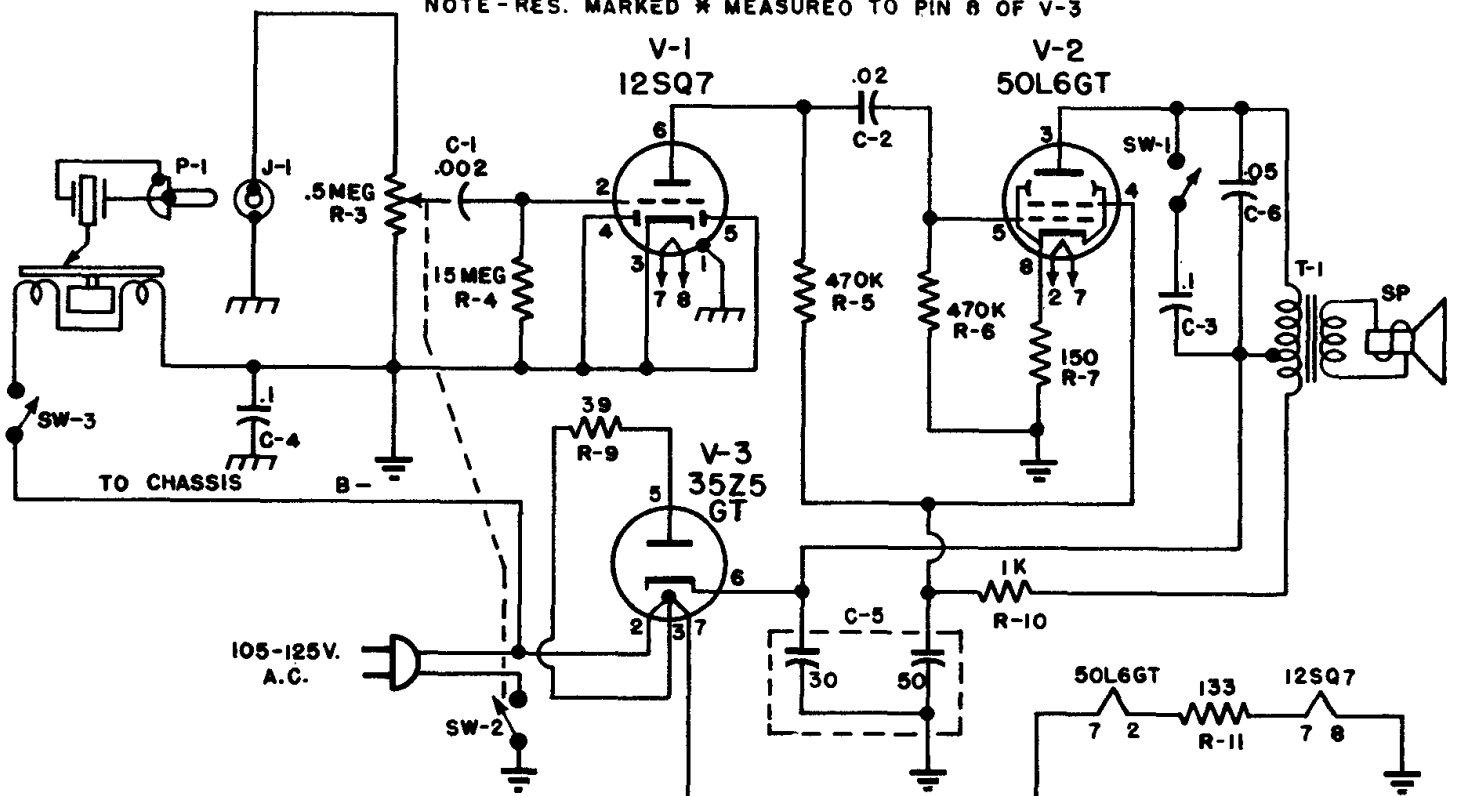 NOTE-RES. MARKED * MEASURED TO PIN 8 OF V-3
V-1
12SQ7
V-2
50L6GT
.02
C-2
6
3
SW-1
P-1
J-1
C-1
.002
.05
C-6
.5MEG
R-3
2
4
5
3
1
7 8
5
4
8
2 7
15MEG
R-4
470K
R-5
470K
R-6
150
R-7
.1
C-3
T-1
SP
SW-3
.1
C-4
39
R-9
V-3
35Z5
GT
TO CHASSIS
B-
5
6
2
3
7
1K
R-10
C-5
30
50
105-125V.
A.C.
SW-2
50L6GT
133
12SQ7
7 2
R-11
7 8